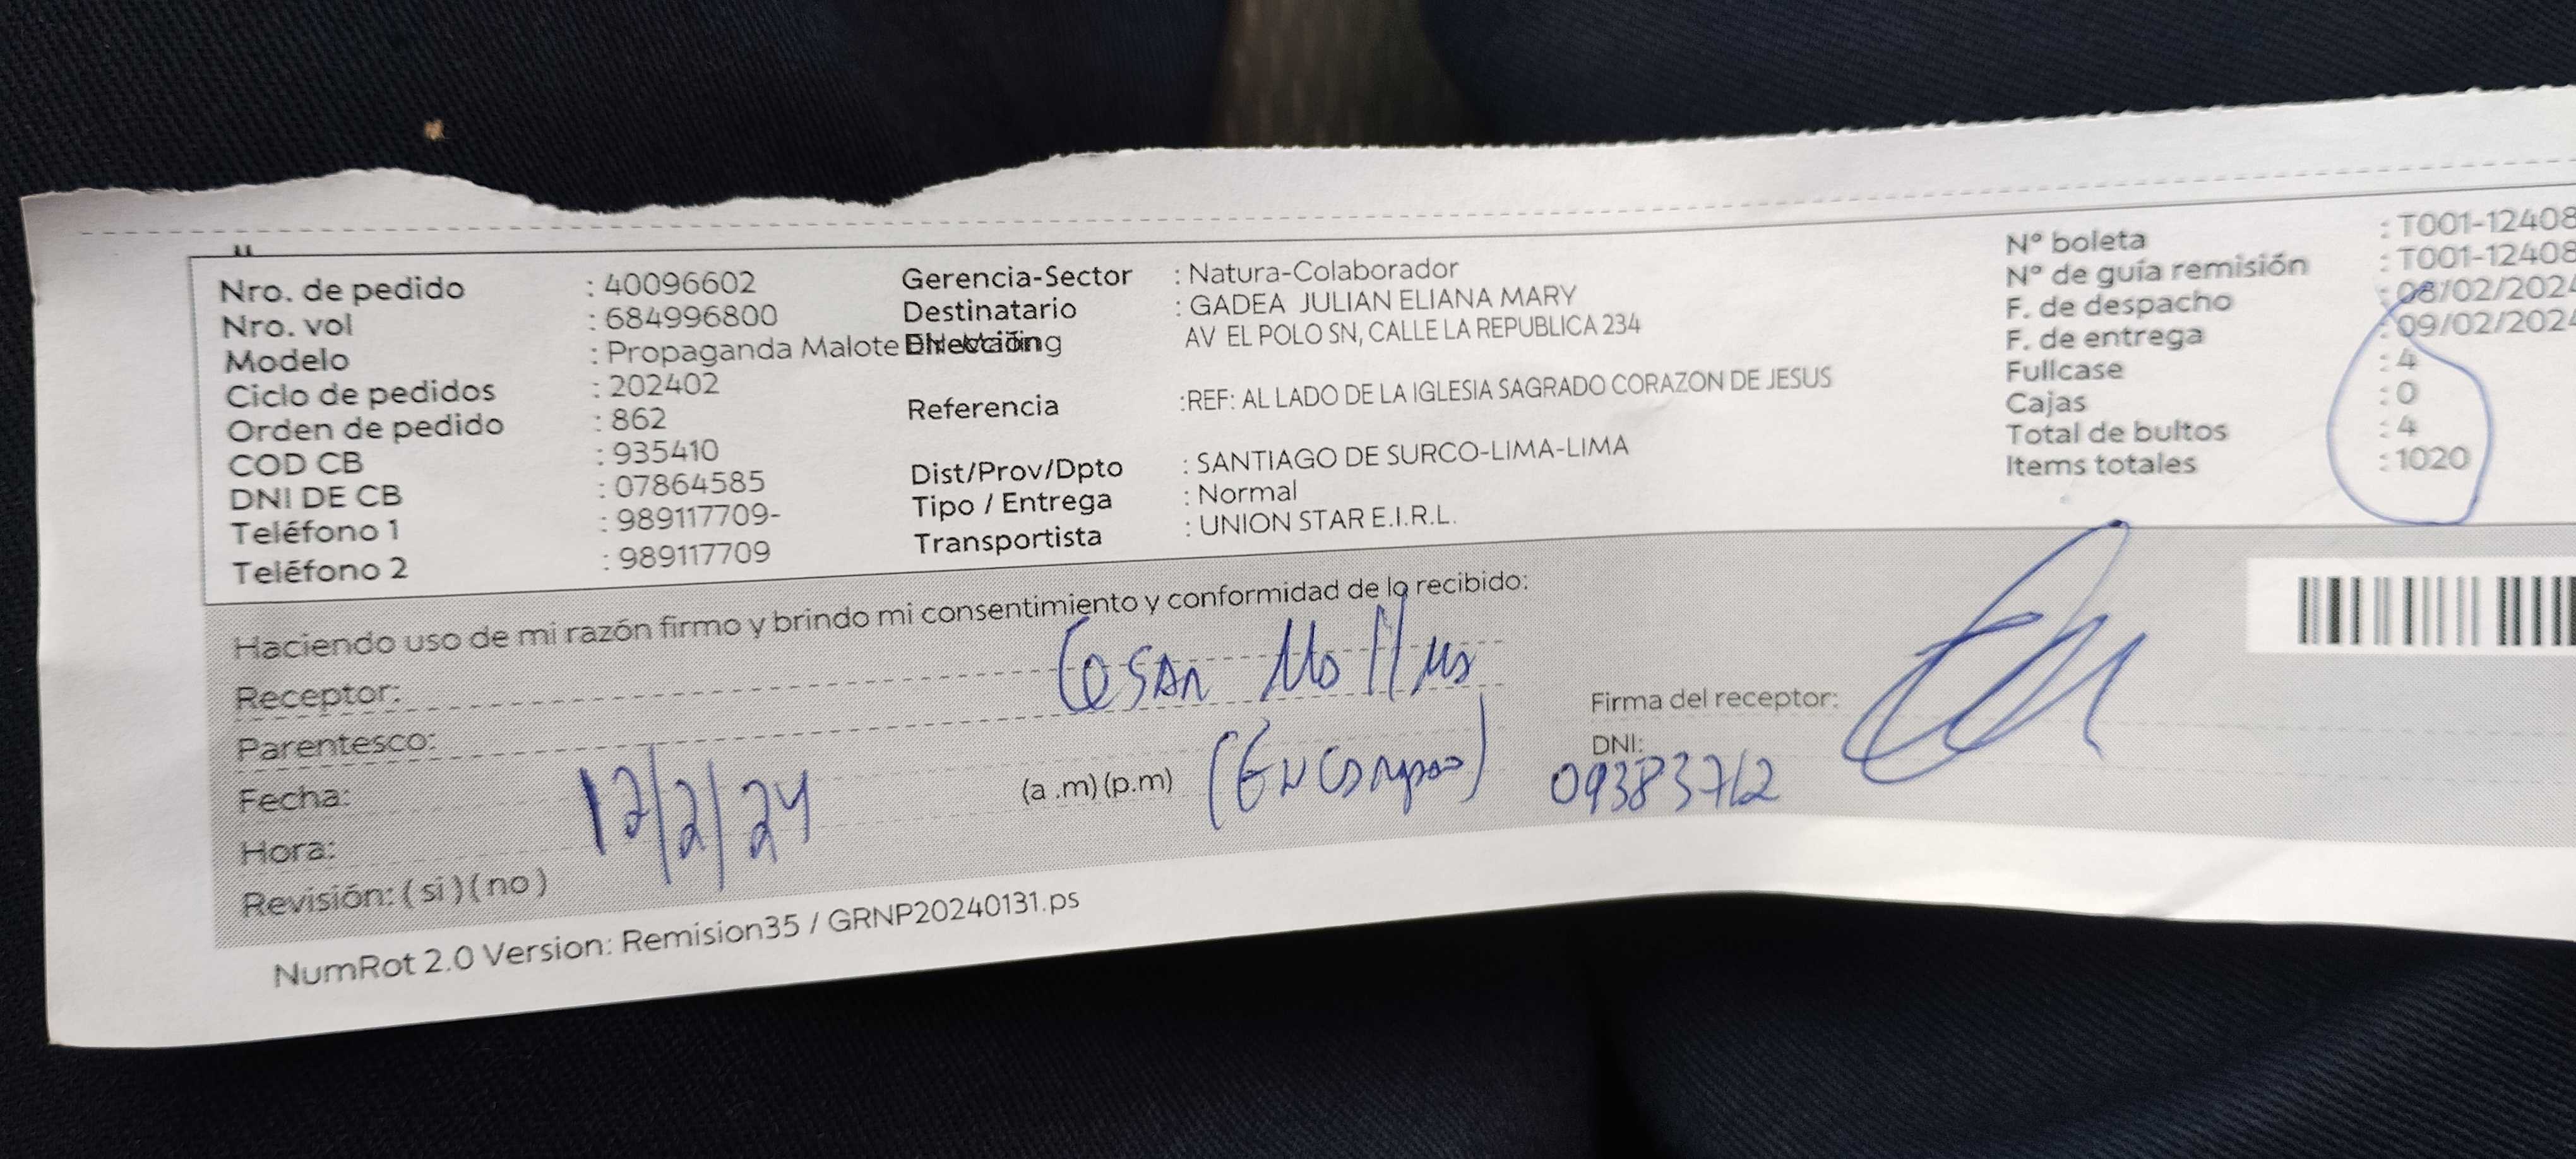 Nro. de pedido : 40096602
Nro. vol : 684996800
Modelo : Propaganda Malote
Ciclo de pedidos : 202402
Orden de pedido : 862
COD CB : 935410
DNI DE CB : 07864585
Teléfono 1 : 989117709-
Teléfono 2 : 989117709
Gerencia-Sector : Natura-Colaborador
Destinatario : GADEA JULIAN ELIANA MARY
Dirección AV EL POLO SN, CALLE LA REPUBLICA 234
Referencia :REF: AL LADO DE LA IGLESIA SAGRADO CORAZON DE JESUS
Dist/Prov/Dpto : SANTIAGO DE SURCO-LIMA-LIMA
Tipo / Entrega : Normal
Transportista : UNION STAR E.I.R.L.
N° boleta : T001-12408
N° de guía remisión : T001-12408
F. de despacho : 08/02/2024
F. de entrega : 09/02/2024
Fullcase : 4
Cajas : 0
Total de bultos : 4
Items totales : 1020
Haciendo uso de mi razón firmo y brindo mi consentimiento y conformidad de lo recibido:
Receptor:
Parentesco:
Fecha: 12/2/24
Hora: (a .m) (p.m)
Revisión: ( si ) ( no )
Firma del receptor:
DNI:
09383712
NumRot 2.0 Version: Remision35 / GRNP20240131.ps